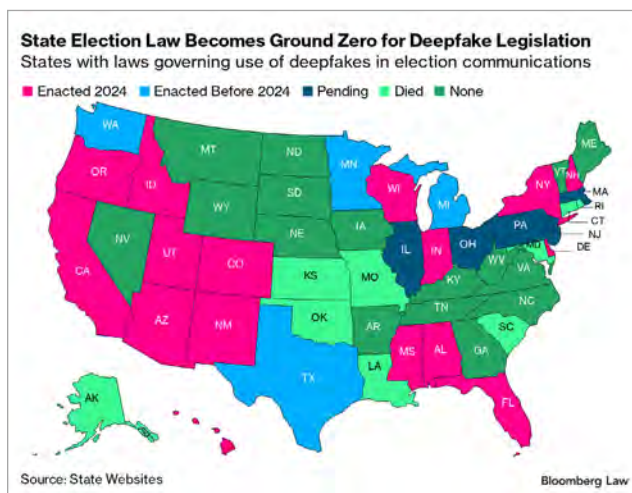 State Election Law Becomes Ground Zero for Deepfake Legislation
States with laws governing use of deepfakes in election communications
Enacted 2024 Enacted Before 2024 Pending Died None
WA
MT
ND
MN
ME
VT
NH
OR
ID
SD
WI
MI
NY
MA
RI
CT
NJ
DE
WY
NE
IA
PA
NV
UT
CO
IL
IN
OH
MD
WV
VA
CA
KS
MO
KY
NC
TN
AZ
NM
OK
AR
SC
MS
AL
GA
TX
LA
AK
FL
Source: State Websites
Bloomberg Law